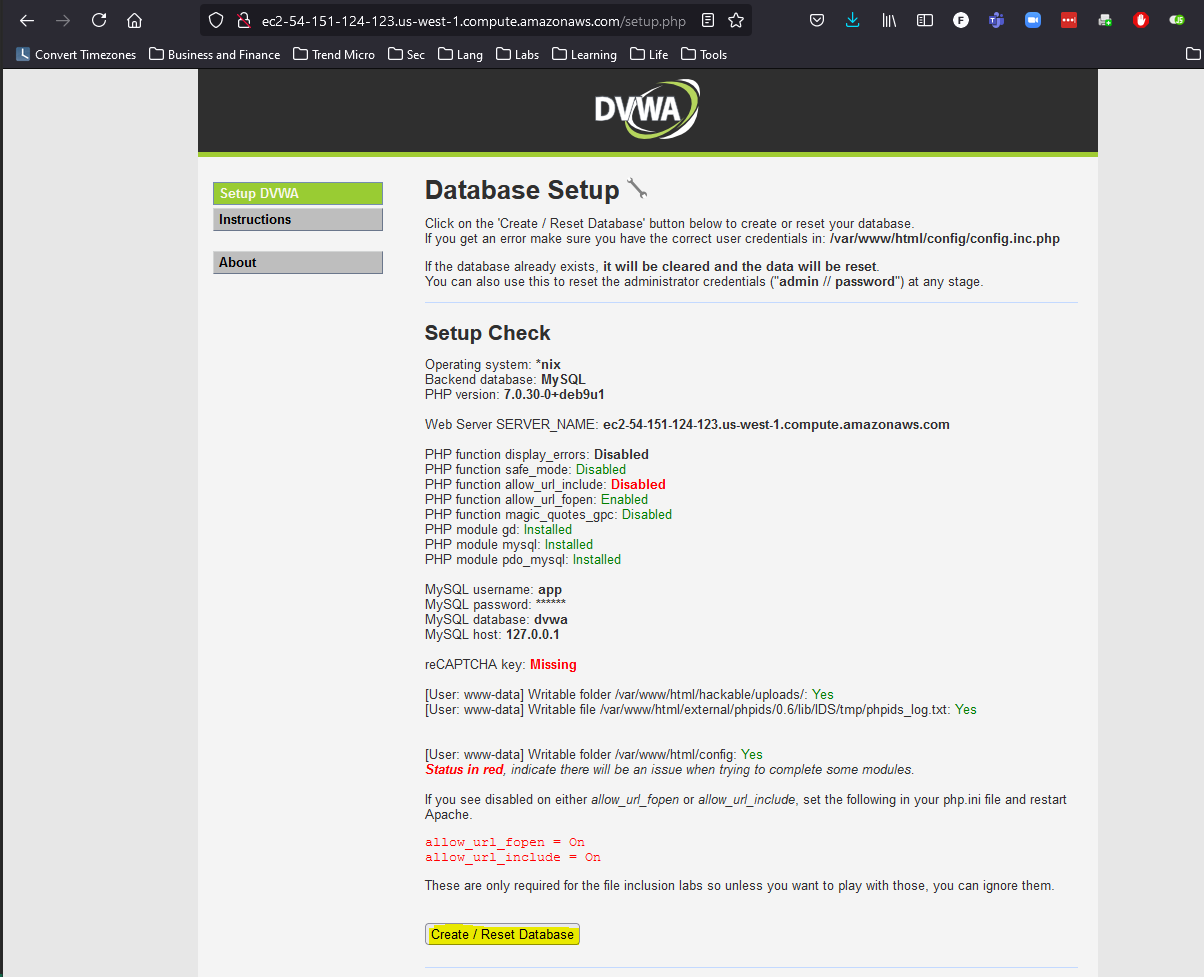 ec2-54-151-124-123.us-west-1.compute.amazonaws.com/setup.php
F
Convert Timezones Business and Finance Trend Micro Sec Lang Labs Learning Life Tools
DVWA
Setup DVWA
Instructions
About
Database Setup
Click on the 'Create / Reset Database' button below to create or reset your database.
If you get an error make sure you have the correct user credentials in: /var/www/html/config/config.inc.php
If the database already exists, it will be cleared and the data will be reset.
You can also use this to reset the administrator credentials ("admin // password") at any stage.
Setup Check
Operating system: *nix
Backend database: MySQL
PHP version: 7.0.30-0+deb9u1
Web Server SERVER_NAME: ec2-54-151-124-123.us-west-1.compute.amazonaws.com
PHP function display_errors: Disabled
PHP function safe_mode: Disabled
PHP function allow_url_include: Disabled
PHP function allow_url_fopen: Enabled
PHP function magic_quotes_gpc: Disabled
PHP module gd: Installed
PHP module mysql: Installed
PHP module pdo_mysql: Installed
MySQL username: app
MySQL password: ******
MySQL database: dvwa
MySQL host: 127.0.0.1
reCAPTCHA key: Missing
[User: www-data] Writable folder /var/www/html/hackable/uploads/: Yes
[User: www-data] Writable file /var/www/html/external/phpids/0.6/lib/IDS/tmp/phpids_log.txt: Yes
[User: www-data] Writable folder /var/www/html/config: Yes
Status in red, indicate there will be an issue when trying to complete some modules.
If you see disabled on either allow_url_fopen or allow_url_include, set the following in your php.ini file and restart
Apache.
allow_url_fopen = On
allow_url_include = On
These are only required for the file inclusion labs so unless you want to play with those, you can ignore them.
Create / Reset Database